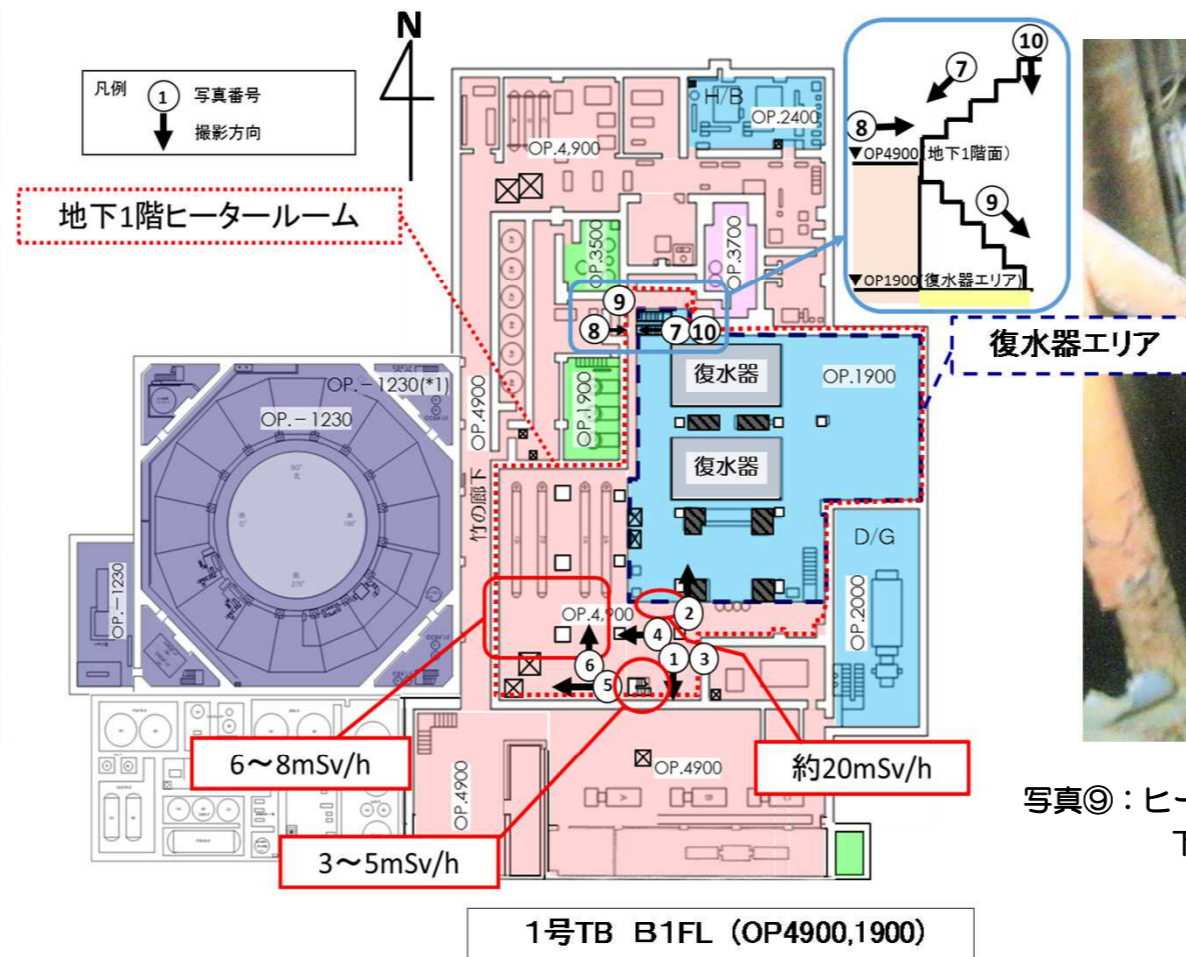 凡例
① 写真番号
撮影方向
N
地下1階ヒータールーム
H/B
OP.2400
OP.4,900
OP.3500
OP.3700
⑨
⑧
⑦
⑩
⑩
⑦
⑧
▼OP4900(地下1階面)
⑨
▼OP1900(復水器エリア)
復水器エリア
復水器
OP.1900
OP.-1230(*1)
OP.-1230
OP.4900
OP.1900
復水器
竹の廊下
D/G
OP.-1230
OP.2000
OP.4,900
②
④
①
③
⑥
⑤
6~8mSv/h
約20mSv/h
3~5mSv/h
OP.4900
OP.4900
A
B
写真⑨:ヒー
下
1号TB B1FL (OP4900,1900)